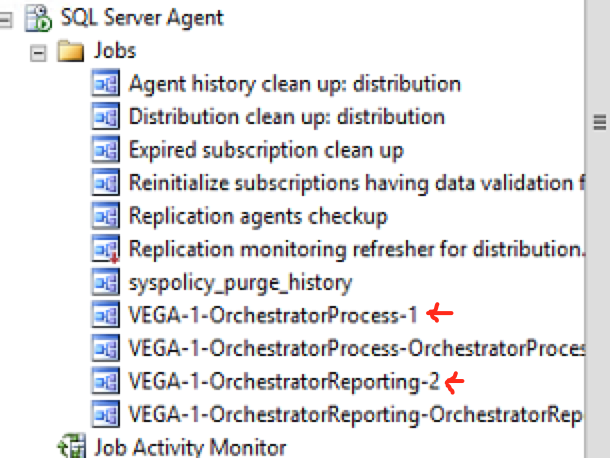 SQL Server Agent
Jobs
Agent history clean up: distribution
Distribution clean up: distribution
Expired subscription clean up
Reinitialize subscriptions having data validation f
Replication agents checkup
Replication monitoring refresher for distribution.
syspolicy_purge_history
VEGA-1-OrchestratorProcess-1
VEGA-1-OrchestratorProcess-OrchestratorProces
VEGA-1-OrchestratorReporting-2
VEGA-1-OrchestratorReporting-OrchestratorRep
Job Activity Monitor